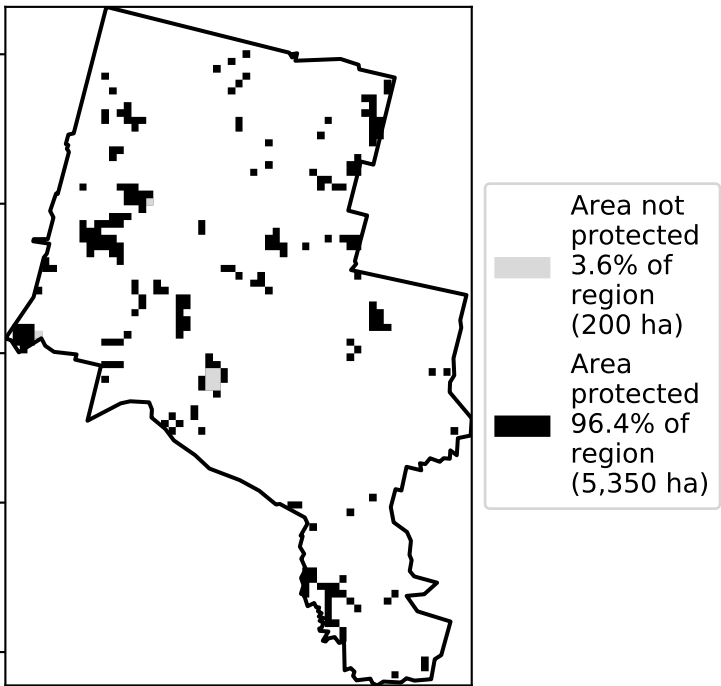 Area not
protected
3.6% of
region
(200 ha)
Area
protected
96.4% of
region
(5,350 ha)